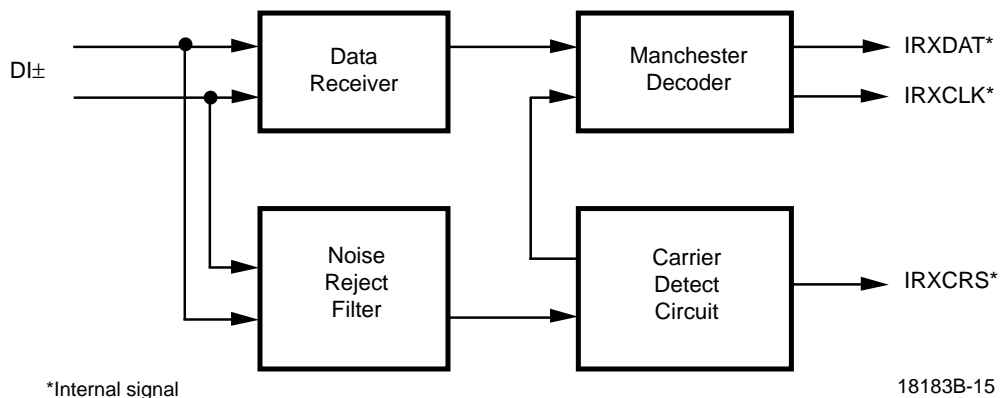 DI±
Data
Receiver
Manchester
Decoder
IRXDAT*
IRXCLK*
Noise
Reject
Filter
Carrier
Detect
Circuit
IRXCRS*
*Internal signal
18183B-15